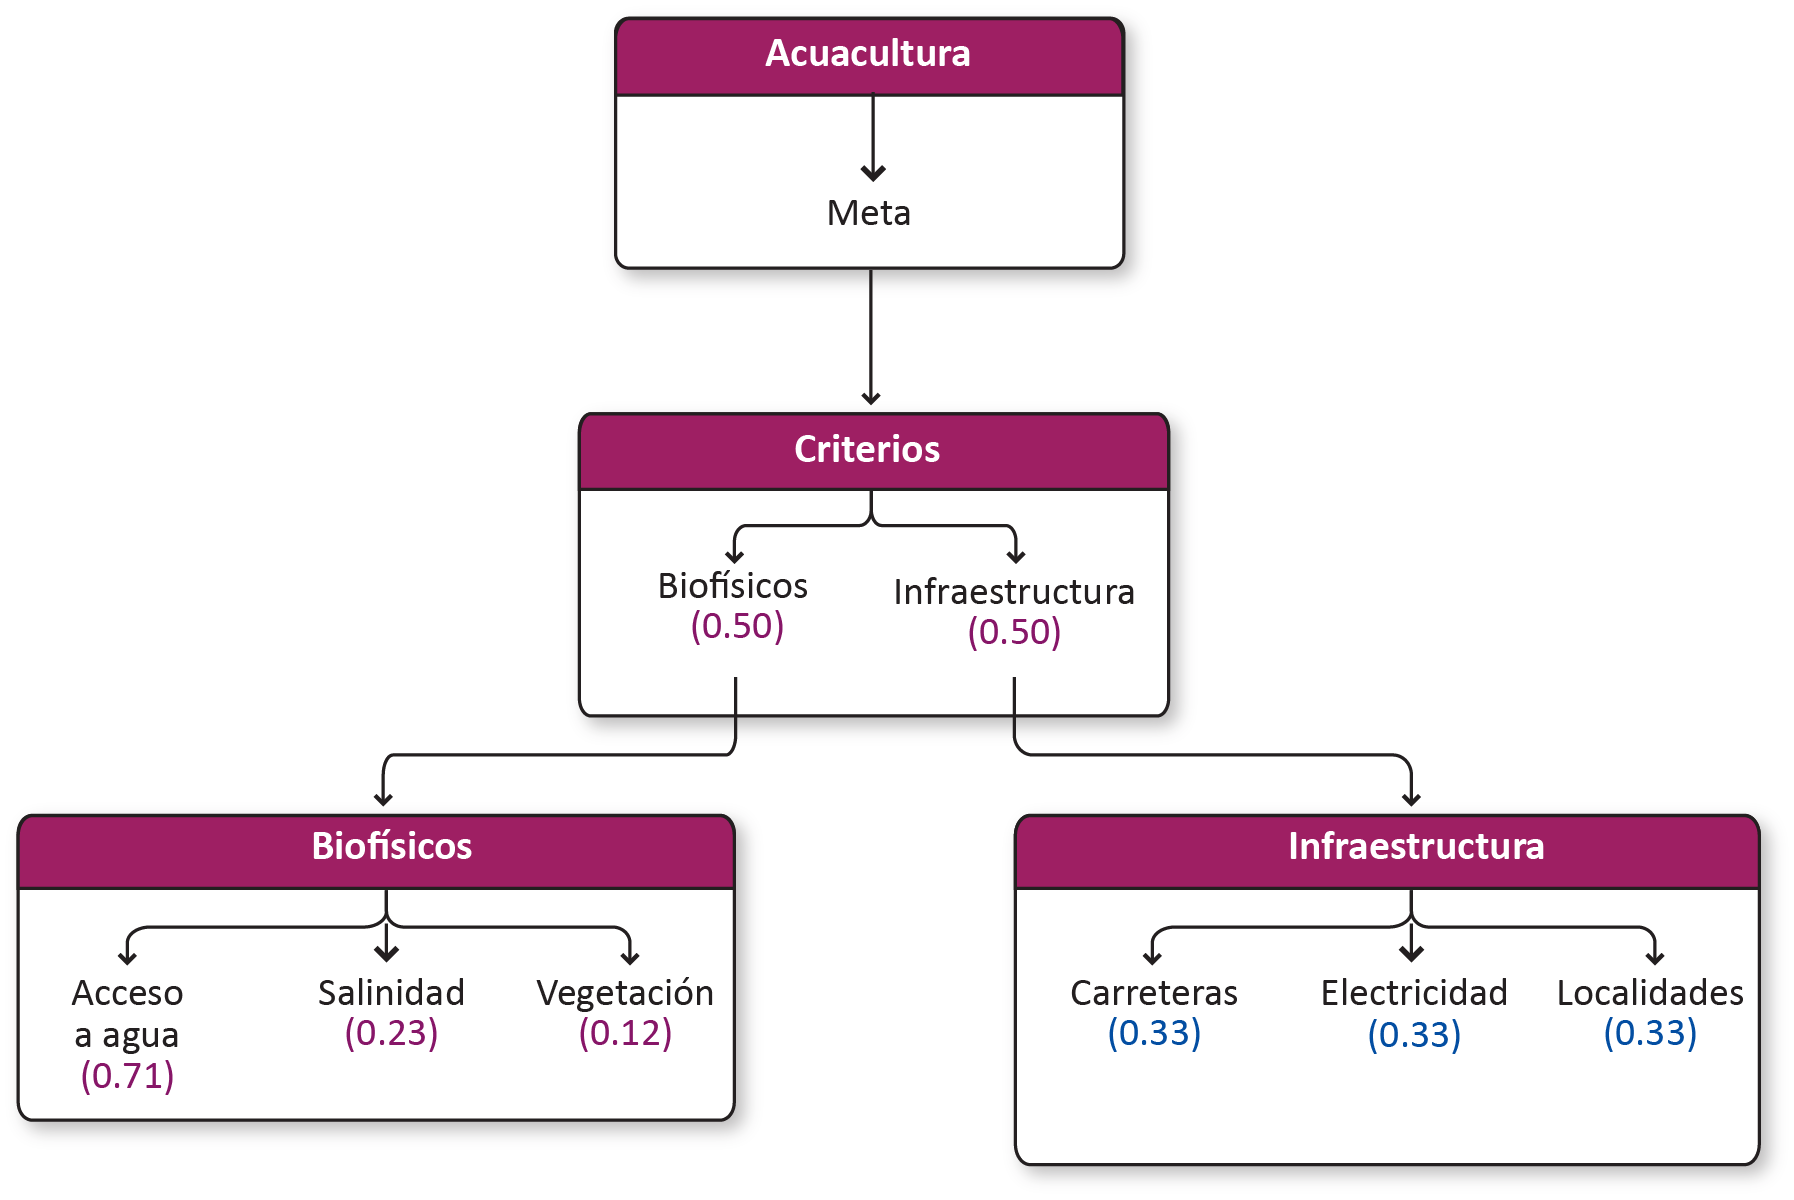 Acuacultura
Meta
Criterios
Biofísicos
(0.50)
Infraestructura
(0.50)
Biofísicos
Acceso
a agua
(0.71)
Salinidad
(0.23)
Vegetación
(0.12)
Infraestructura
Carreteras
(0.33)
Electricidad
(0.33)
Localidades
(0.33)